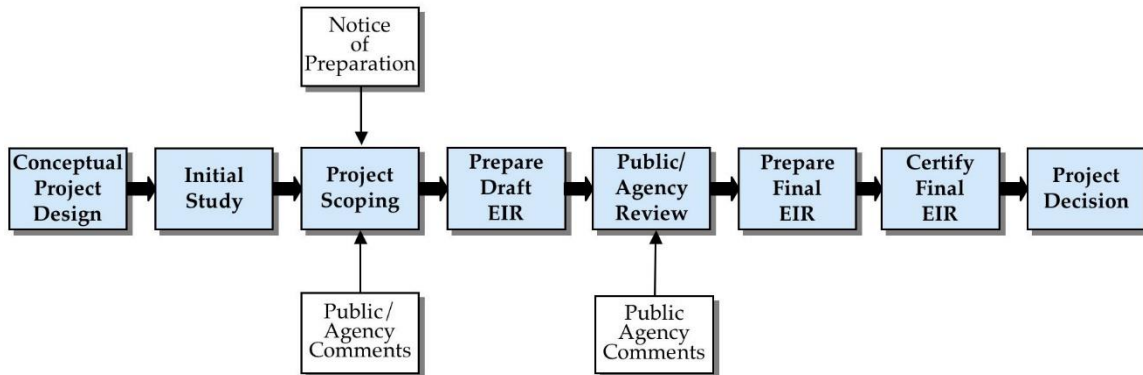 Notice
of
Preparation
Conceptual
Project
Design
Initial
Study
Project
Scoping
Prepare
Draft
EIR
Public/
Agency
Review
Prepare
Final
EIR
Certify
Final
EIR
Project
Decision
Public/
Agency
Comments
Public
Agency
Comments